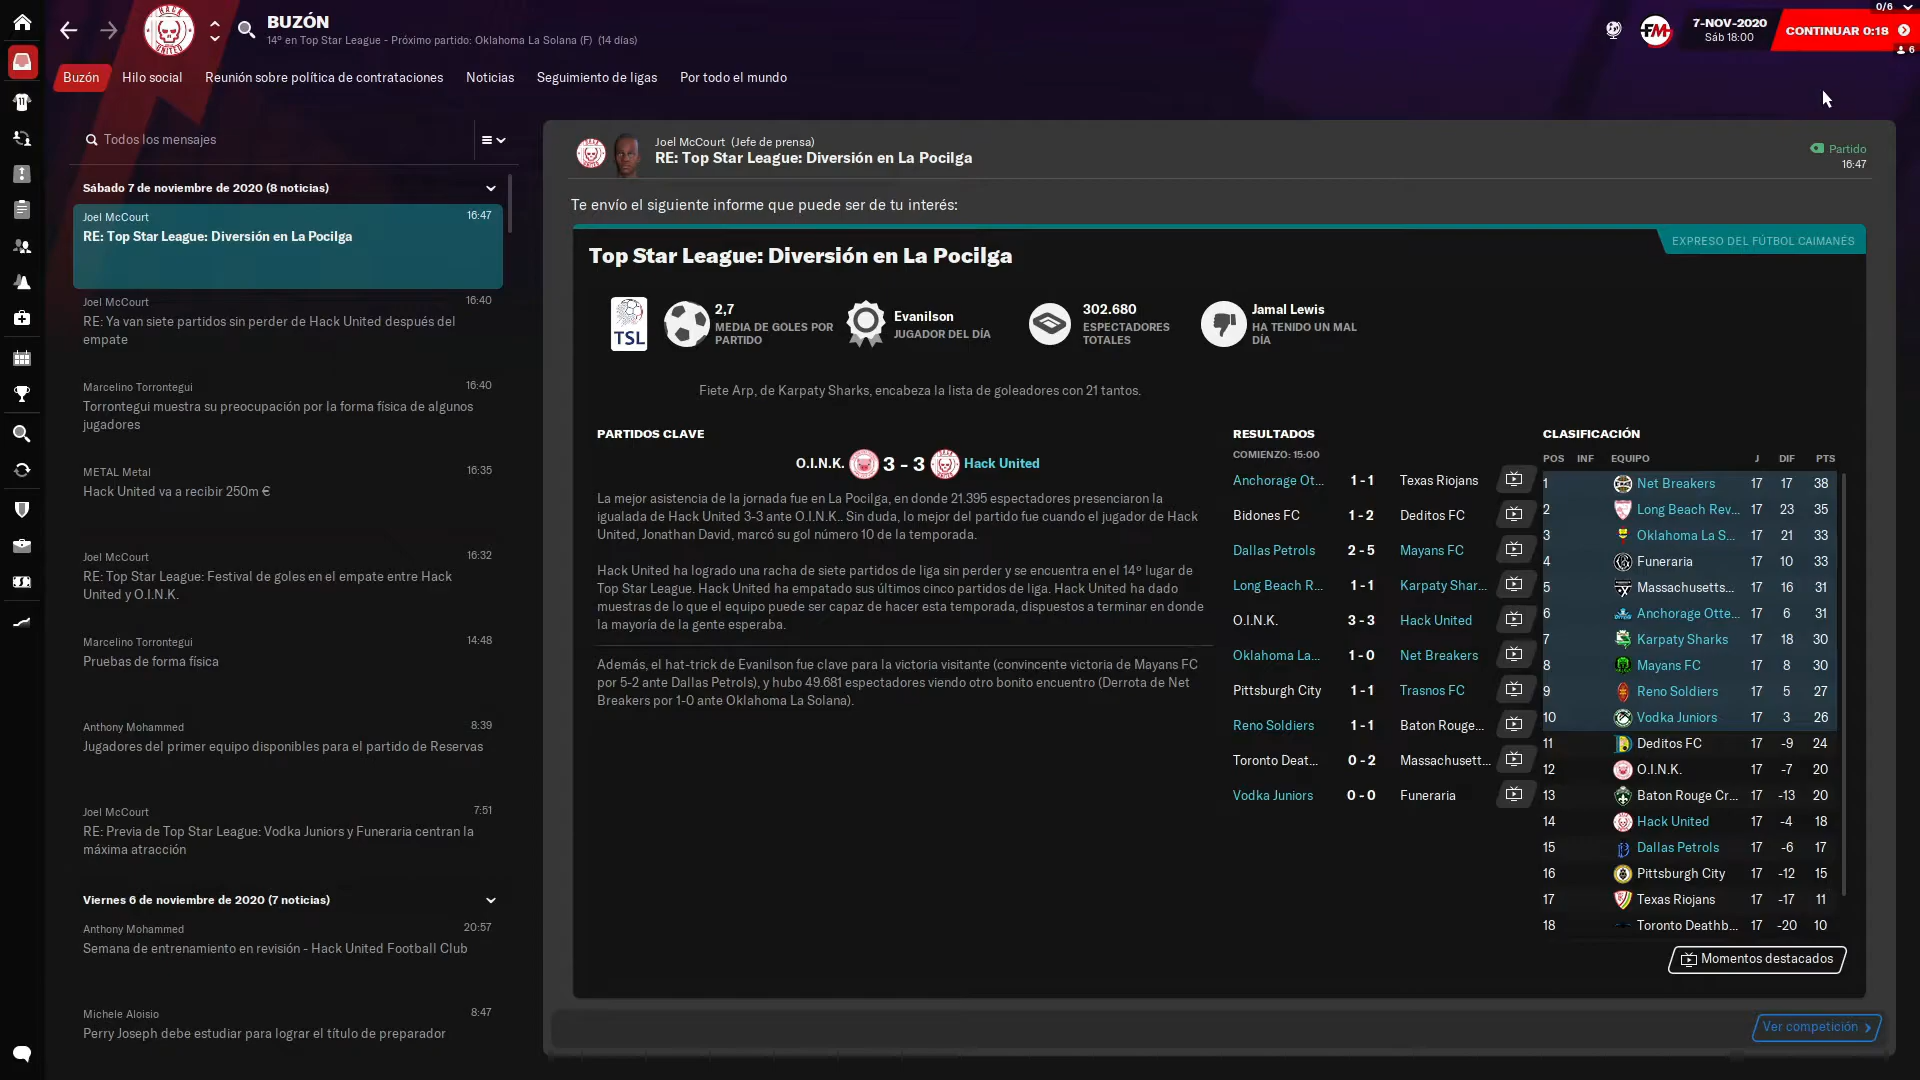 BUZÓN
14º en Top Star League - Próximo partido: Oklahoma La Solana (F) (14 días)
0/6
7-NOV-2020
Sáb 18:00
CONTINUAR 0:18
6
Buzón
Hilo social
Reunión sobre política de contrataciones
Noticias
Seguimiento de ligas
Por todo el mundo
Todos los mensajes
Sábado 7 de noviembre de 2020 (8 noticias)
Joel McCourt 16:47
RE: Top Star League: Diversión en La Pocilga
Joel McCourt 16:40
RE: Ya van siete partidos sin perder de Hack United después del
empate
Marcelino Torrontegui 16:40
Torrontegui muestra su preocupación por la forma física de algunos
jugadores
METAL Metal 16:35
Hack United va a recibir 250m €
Joel McCourt 16:32
RE: Top Star League: Festival de goles en el empate entre Hack
United y O.I.N.K.
Marcelino Torrontegui 14:48
Pruebas de forma física
Anthony Mohammed 8:39
Jugadores del primer equipo disponibles para el partido de Reservas
Joel McCourt 7:51
RE: Previa de Top Star League: Vodka Juniors y Funeraria centran la
máxima atracción
Viernes 6 de noviembre de 2020 (7 noticias)
Anthony Mohammed 20:57
Semana de entrenamiento en revisión - Hack United Football Club
Michele Aloisio 8:47
Perry Joseph debe estudiar para lograr el título de preparador
Joel McCourt (Jefe de prensa)
RE: Top Star League: Diversión en La Pocilga
Partido
16:47
Te envío el siguiente informe que puede ser de tu interés:
EXPRESO DEL FÚTBOL CAIMANÉS
Top Star League: Diversión en La Pocilga
TSL
2,7
MEDIA DE GOLES POR
PARTIDO
Evanilson
JUGADOR DEL DÍA
302.680
ESPECTADORES
TOTALES
Jamal Lewis
HA TENIDO UN MAL
DÍA
Fiete Arp, de Karpaty Sharks, encabeza la lista de goleadores con 21 tantos.
PARTIDOS CLAVE
O.I.N.K. 3 - 3 Hack United
La mejor asistencia de la jornada fue en La Pocilga, en donde 21.395 espectadores presenciaron la
igualada de Hack United 3-3 ante O.I.N.K.. Sin duda, lo mejor del partido fue cuando el jugador de Hack
United, Jonathan David, marcó su gol número 10 de la temporada.
Hack United ha logrado una racha de siete partidos de liga sin perder y se encuentra en el 14º lugar de
Top Star League. Hack United ha empatado sus últimos cinco partidos de liga. Hack United ha dado
muestras de lo que el equipo puede ser capaz de hacer esta temporada, dispuestos a terminar en donde
la mayoría de la gente esperaba.
Además, el hat-trick de Evanilson fue clave para la victoria visitante (convincente victoria de Mayans FC
por 5-2 ante Dallas Petrols), y hubo 49.681 espectadores viendo otro bonito encuentro (Derrota de Net
Breakers por 1-0 ante Oklahoma La Solana).
RESULTADOS
COMIENZO: 15:00
Anchorage Ot... 1 - 1 Texas Riojans
Bidones FC 1 - 2 Deditos FC
Dallas Petrols 2 - 5 Mayans FC
Long Beach R... 1 - 1 Karpaty Shar...
O.I.N.K. 3 - 3 Hack United
Oklahoma La... 1 - 0 Net Breakers
Pittsburgh City 1 - 1 Trasnos FC
Reno Soldiers 1 - 1 Baton Rouge...
Toronto Deat... 0 - 2 Massachusett...
Vodka Juniors 0 - 0 Funeraria
CLASIFICACIÓN
POS INF EQUIPO J DIF PTS
1 Net Breakers 17 17 38
2 Long Beach Rev... 17 23 35
3 Oklahoma La S... 17 21 33
4 Funeraria 17 10 33
5 Massachusetts... 17 16 31
6 Anchorage Otte... 17 6 31
7 Karpaty Sharks 17 18 30
8 Mayans FC 17 8 30
9 Reno Soldiers 17 5 27
10 Vodka Juniors 17 3 26
11 Deditos FC 17 -9 24
12 O.I.N.K. 17 -7 20
13 Baton Rouge Cr... 17 -13 20
14 Hack United 17 -4 18
15 Dallas Petrols 17 -6 17
16 Pittsburgh City 17 -12 15
17 Texas Riojans 17 -17 11
18 Toronto Deathb... 17 -20 10
Momentos destacados
Ver competición